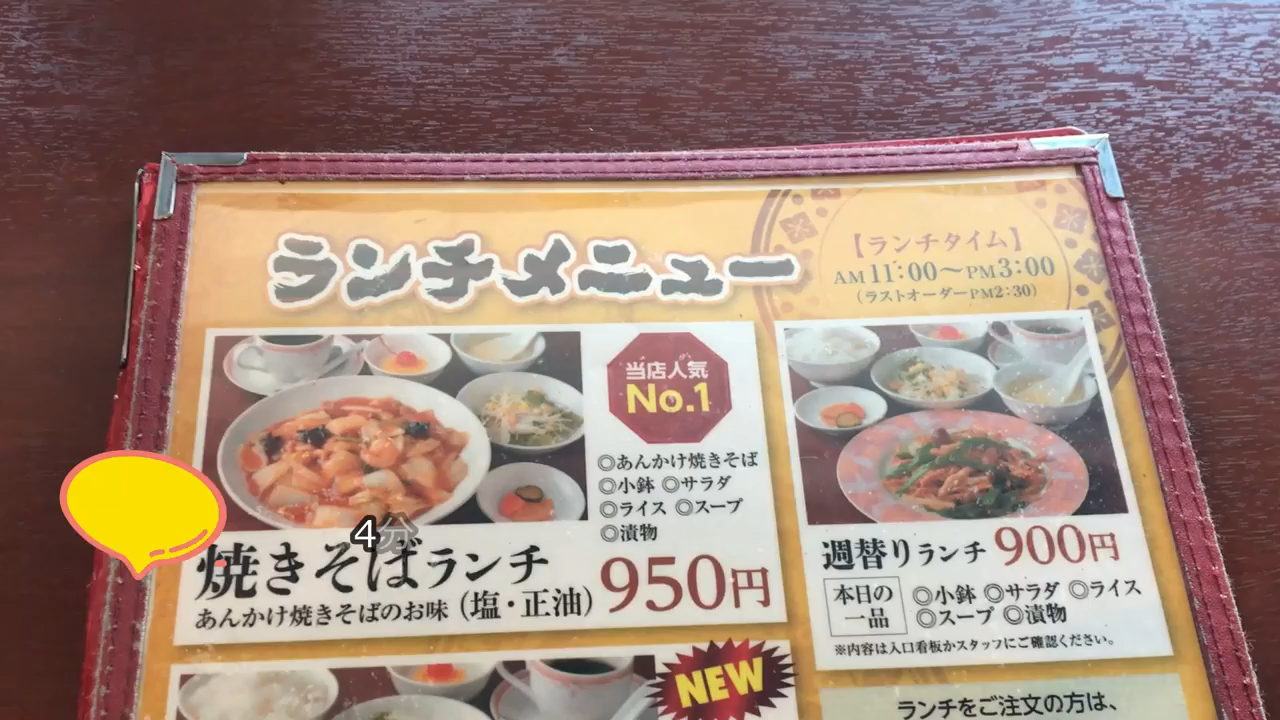 ランチメニュー
【ランチタイム】
AM11:00〜PM3:00
(ラストオーダーPM2:30)
当店人気
No.1
◎あんかけ焼きそば
◎小鉢 ◎サラダ
◎ライス ◎スープ
◎漬物
4分
焼きそばランチ
950円
あんかけ焼きそばのお味(塩・正油)
週替りランチ 900円
本日の
一品
◎小鉢 ◎サラダ ◎ライス
◎スープ ◎漬物
※内容は入口看板かスタッフにご確認ください。
NEW
ランチをご注文の方は、